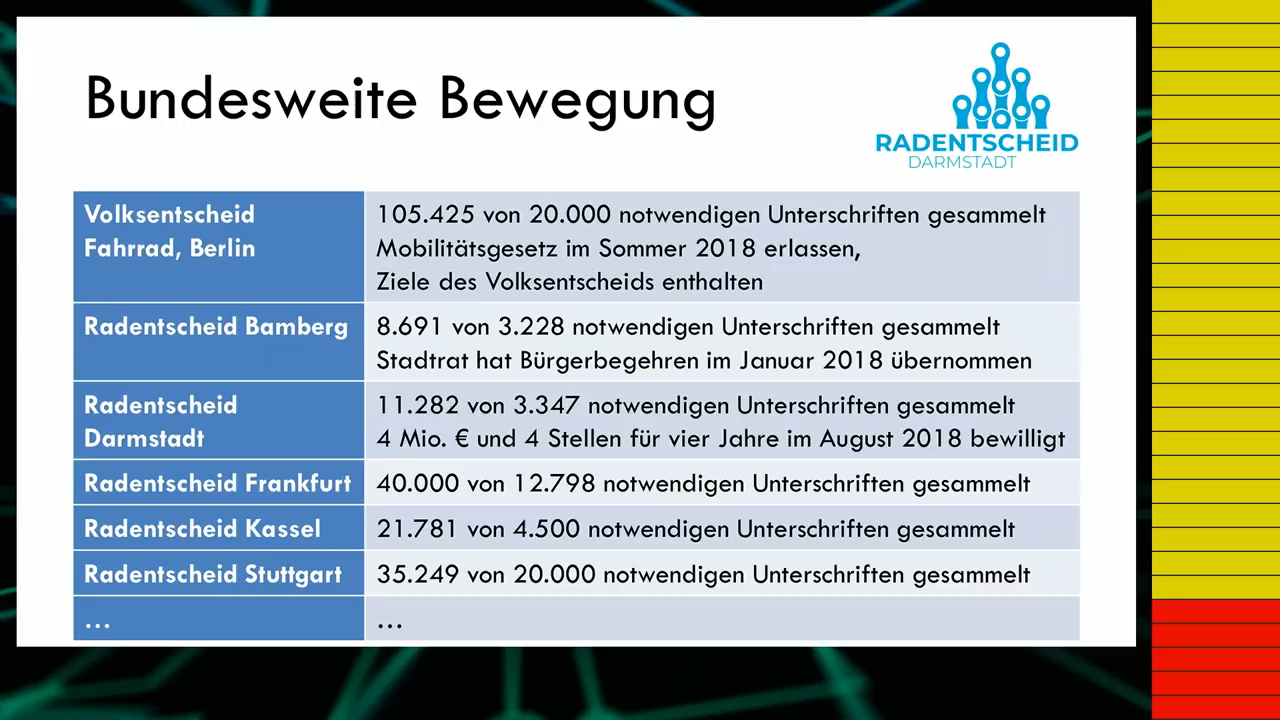 Bundesweite Bewegung
RADENTSCHEID
DARMSTADT
Volksentscheid
Fahrrad, Berlin
105.425 von 20.000 notwendigen Unterschriften gesammelt
Mobilitätsgesetz im Sommer 2018 erlassen,
Ziele des Volksentscheids enthalten
Radentscheid Bamberg
8.691 von 3.228 notwendigen Unterschriften gesammelt
Stadtrat hat Bürgerbegehren im Januar 2018 übernommen
Radentscheid
Darmstadt
11.282 von 3.347 notwendigen Unterschriften gesammelt
4 Mio. € und 4 Stellen für vier Jahre im August 2018 bewilligt
Radentscheid Frankfurt
40.000 von 12.798 notwendigen Unterschriften gesammelt
Radentscheid Kassel
21.781 von 4.500 notwendigen Unterschriften gesammelt
Radentscheid Stuttgart
35.249 von 20.000 notwendigen Unterschriften gesammelt
...
...